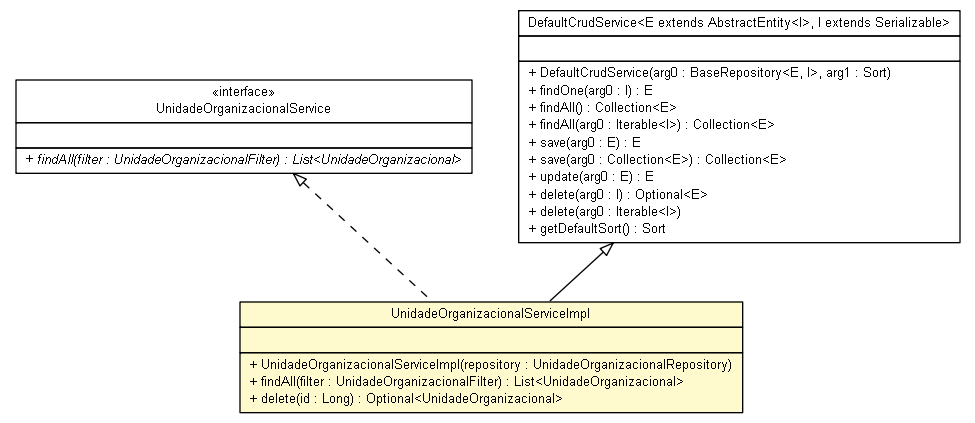 «interface»
UnidadeOrganizacionalService
+ findAll(filter : UnidadeOrganizacionalFilter) : List<UnidadeOrganizacional>
DefaultCrudService<E extends AbstractEntity<I>, I extends Serializable>
+ DefaultCrudService(arg0 : BaseRepository<E, I>, arg1 : Sort)
+ findOne(arg0 : I) : E
+ findAll() : Collection<E>
+ findAll(arg0 : Iterable<I>) : Collection<E>
+ save(arg0 : E) : E
+ save(arg0 : Collection<E>) : Collection<E>
+ update(arg0 : E) : E
+ delete(arg0 : I) : Optional<E>
+ delete(arg0 : Iterable<I>)
+ getDefaultSort() : Sort
UnidadeOrganizacionalServiceImpl
+ UnidadeOrganizacionalServiceImpl(repository : UnidadeOrganizacionalRepository)
+ findAll(filter : UnidadeOrganizacionalFilter) : List<UnidadeOrganizacional>
+ delete(id : Long) : Optional<UnidadeOrganizacional>